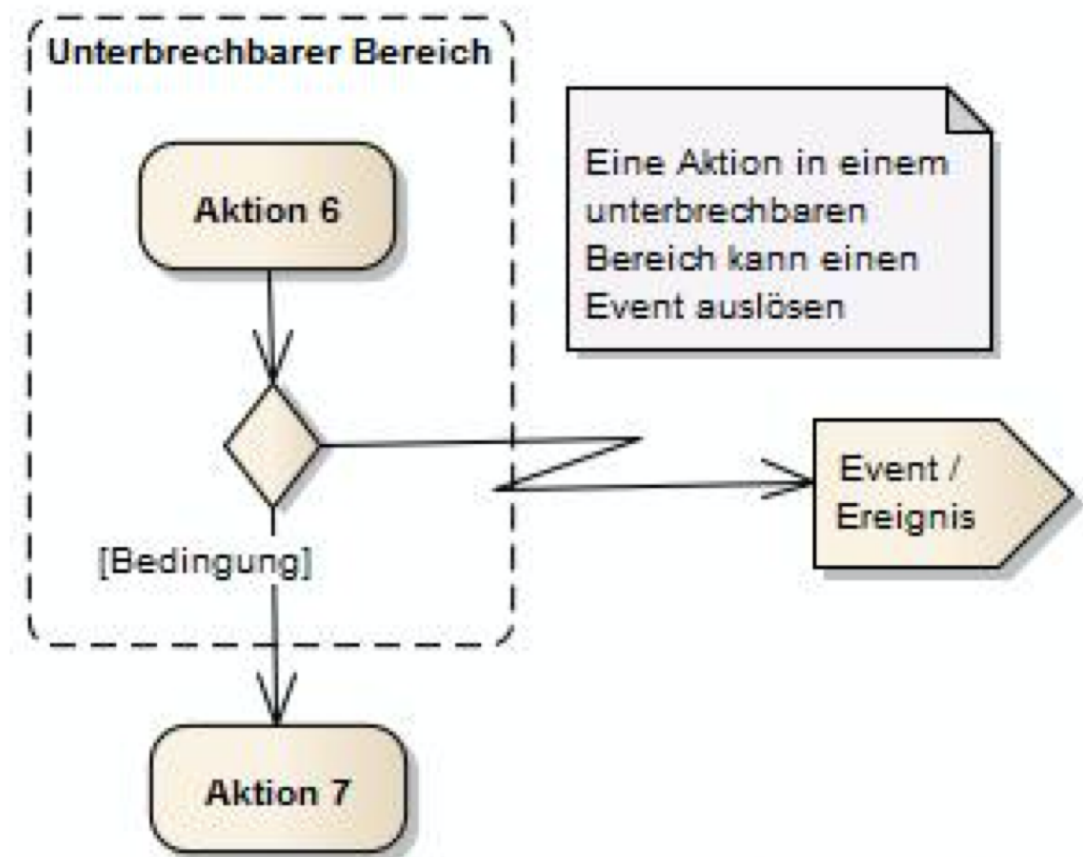 Unterbrechbarer Bereich
Aktion 6
Eine Aktion in einem
unterbrechbaren
Bereich kann einen
Event auslösen
Event /
Ereignis
[Bedingung]
Aktion 7